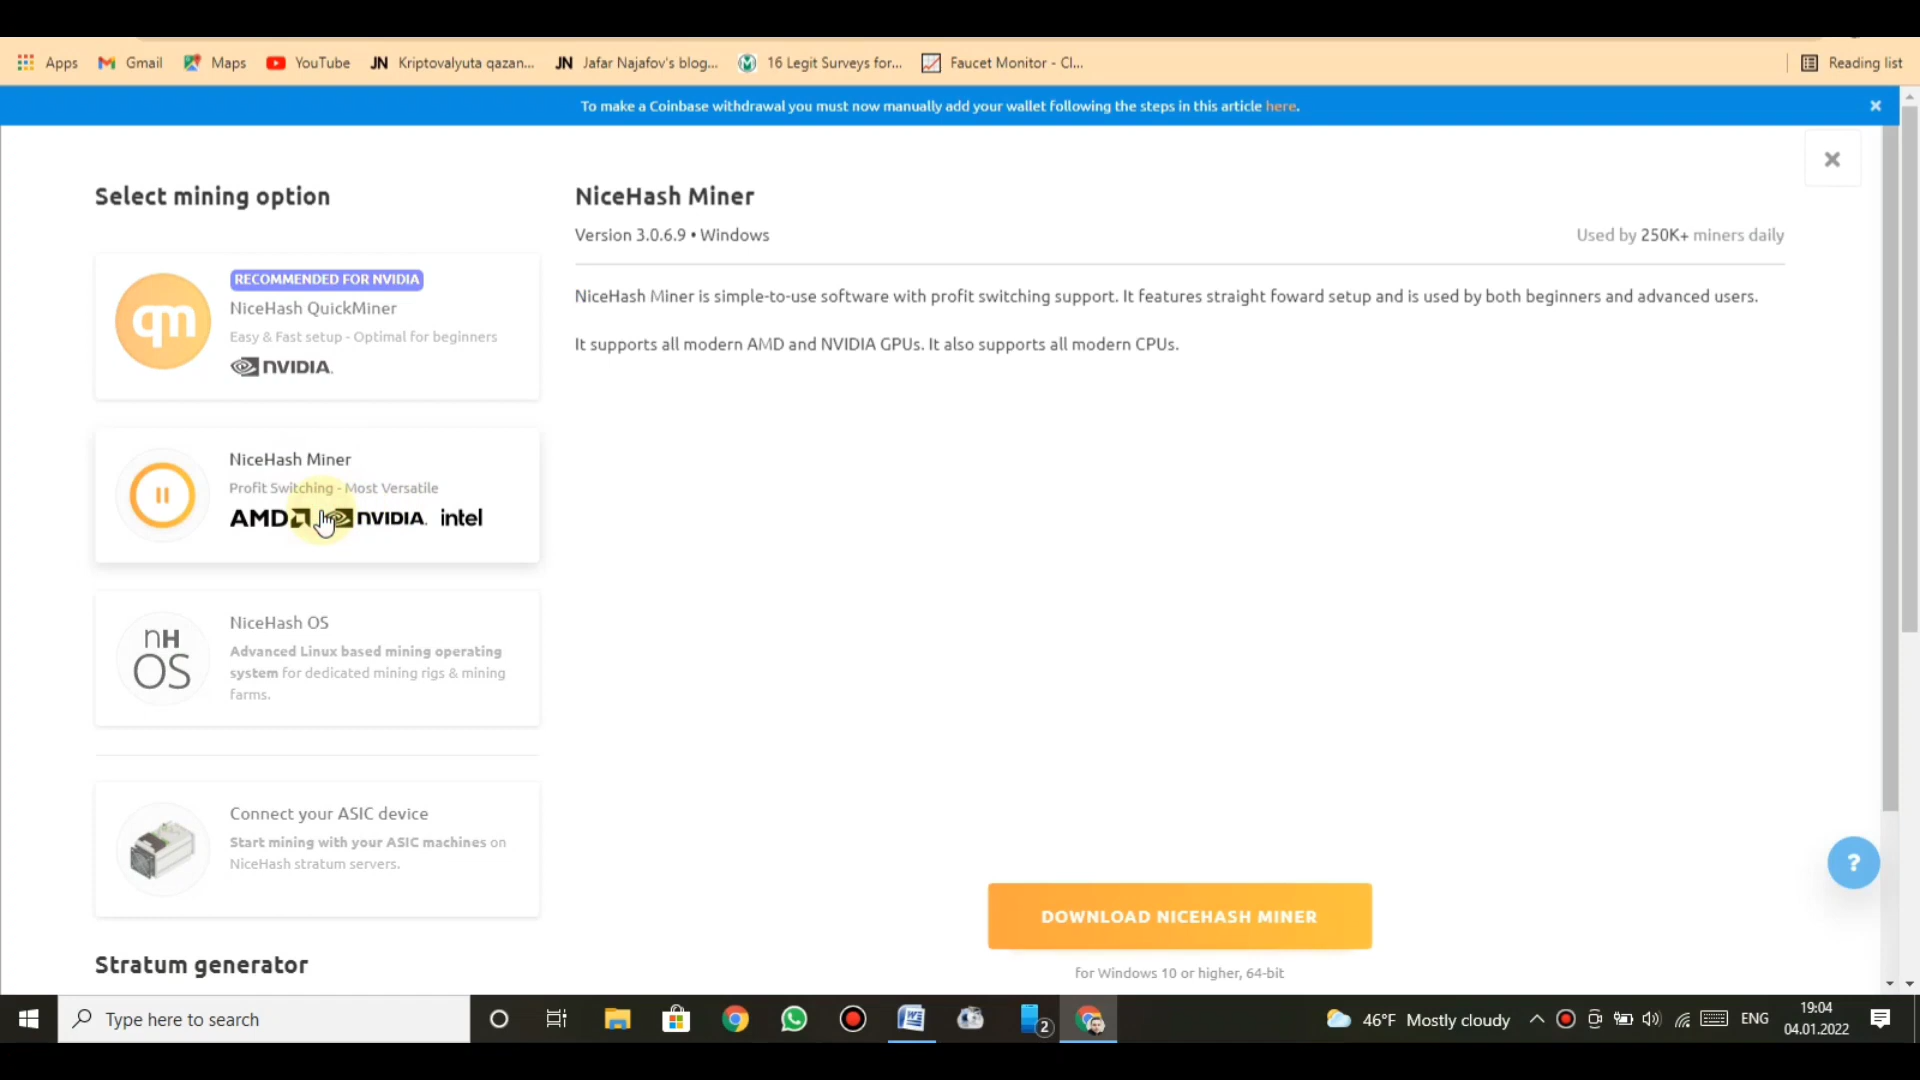 Apps Gmail Maps YouTube JN Kriptovalyuta qazan... JN Jafar Najafov's blog... 16 Legit Surveys for... Faucet Monitor - Cl... Reading list
To make a Coinbase withdrawal you must now manually add your wallet following the steps in this article here.
Select mining option
RECOMMENDED FOR NVIDIA
qm
NiceHash QuickMiner
Easy & Fast setup - Optimal for beginners
NVIDIA.
NiceHash Miner
Profit Switching - Most Versatile
AMD NVIDIA. intel
nH
OS
NiceHash OS
Advanced Linux based mining operating
system for dedicated mining rigs & mining
farms.
Connect your ASIC device
Start mining with your ASIC machines on
NiceHash stratum servers.
Stratum generator
NiceHash Miner
Version 3.0.6.9 • Windows
Used by 250K+ miners daily
NiceHash Miner is simple-to-use software with profit switching support. It features straight foward setup and is used by both beginners and advanced users.
It supports all modern AMD and NVIDIA GPUs. It also supports all modern CPUs.
?
DOWNLOAD NICEHASH MINER
for Windows 10 or higher, 64-bit
Type here to search
2
46°F Mostly cloudy
ENG
19:04
04.01.2022